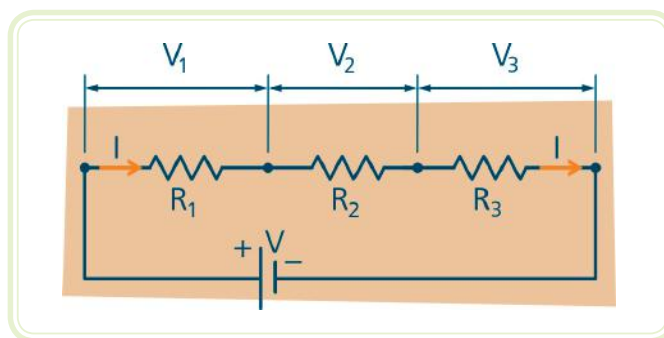 V₁ V₂ V₃
I I
R₁ R₂ R₃
+ V −